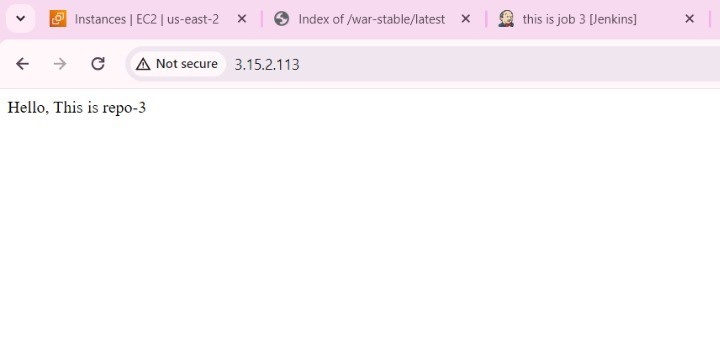 Instances | EC2 | us-east-2
Index of /war-stable/latest
this is job 3 [Jenkins]
Not secure
3.15.2.113
Hello, This is repo-3